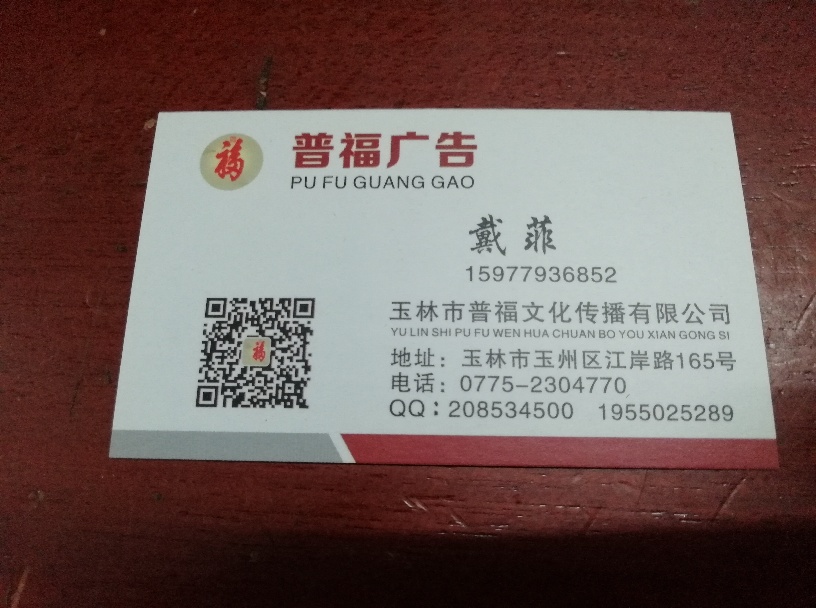 福
普福广告
PU FU GUANG GAO
戴菲
15977936852
玉林市普福文化传播有限公司
YU LIN SHI PU FU WEN HUA CHUAN BO YOU XIAN GONG SI
地址：玉林市玉州区江岸路165号
电话：0775-2304770
QQ：208534500 1955025289
福